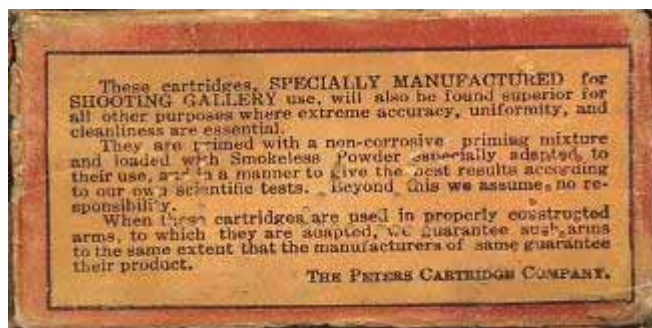 These cartridges, SPECIALLY MANUFACTURED for
SHOOTING GALLERY use, will also be found superior for
all other purposes where extreme accuracy, uniformity, and
cleanliness are essential.
They are primed with a non-corrosive priming mixture
and loaded with Smokeless Powder especially adapted to
their use, and in a manner to give the best results according
to our own scientific tests. Beyond this we assume no re-
sponsibility.
When these cartridges are used in properly constructed
arms, to which they are adapted, we guarantee such arms
to the same extent that the manufacturers of same guarantee
their product.
THE PETERS CARTRIDGE COMPANY.